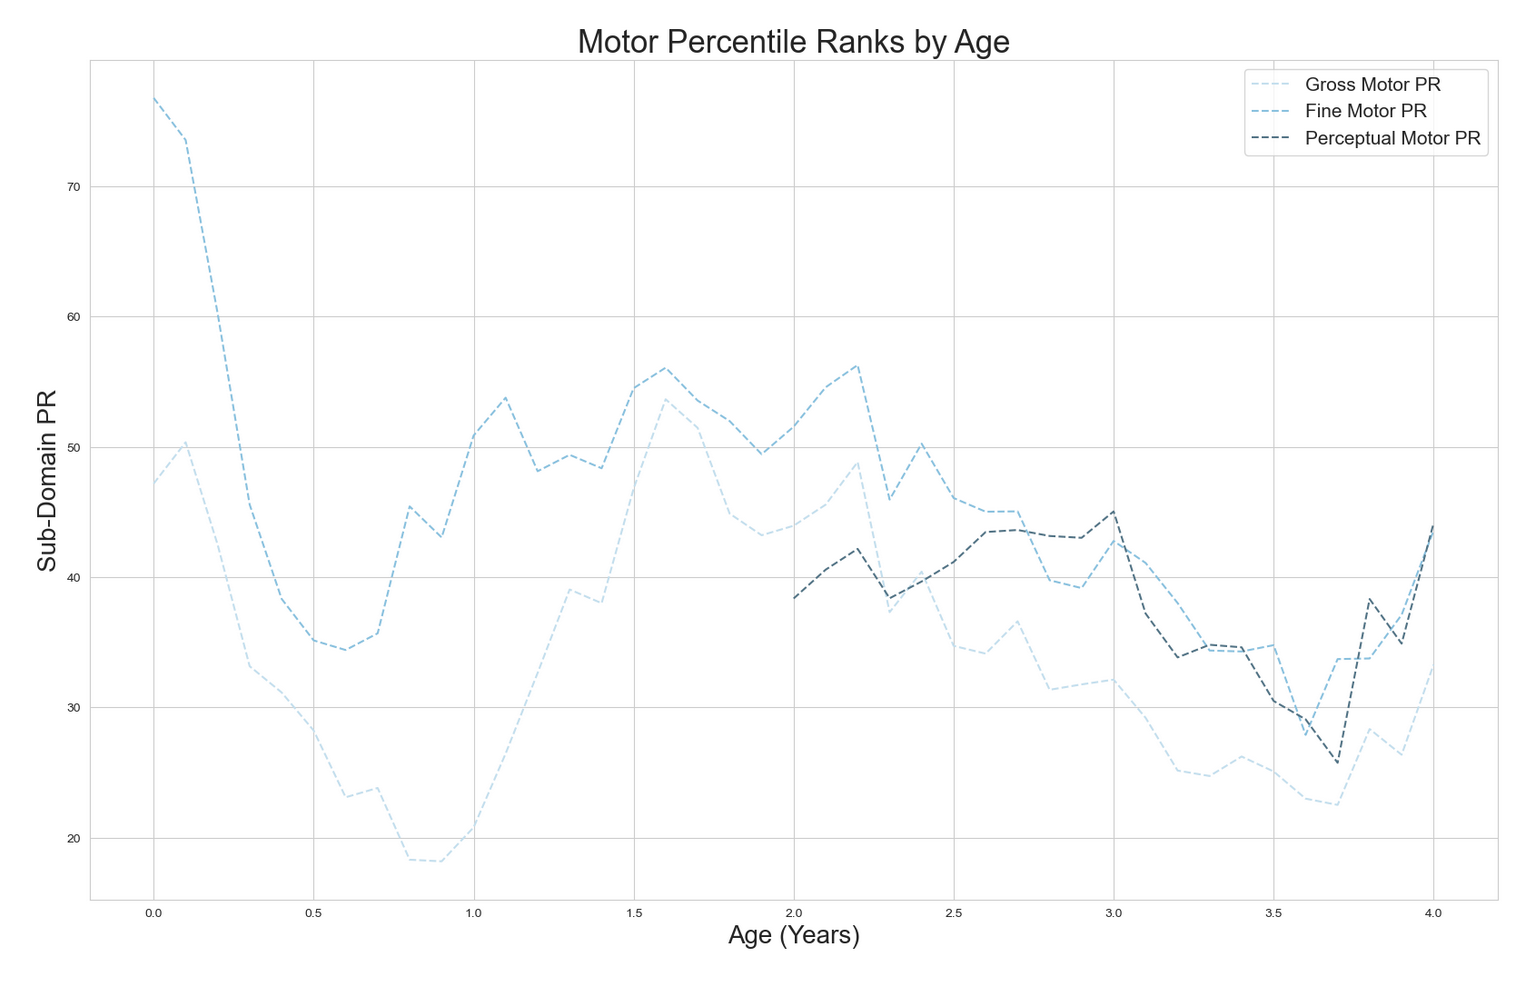 Motor Percentile Ranks by Age
Gross Motor PR
Fine Motor PR
Perceptual Motor PR
70
60
50
40
30
20
Sub-Domain PR
0.0 0.5 1.0 1.5 2.0 2.5 3.0 3.5 4.0
Age (Years)